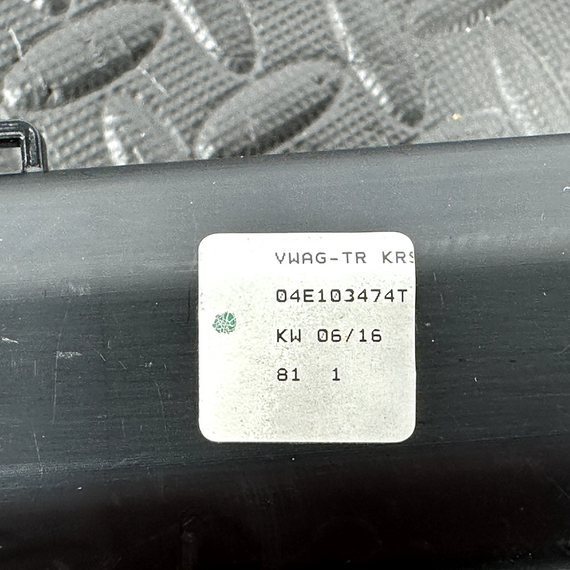 VWAG-TR KRS
04E103474T
KW 06/16
81 1